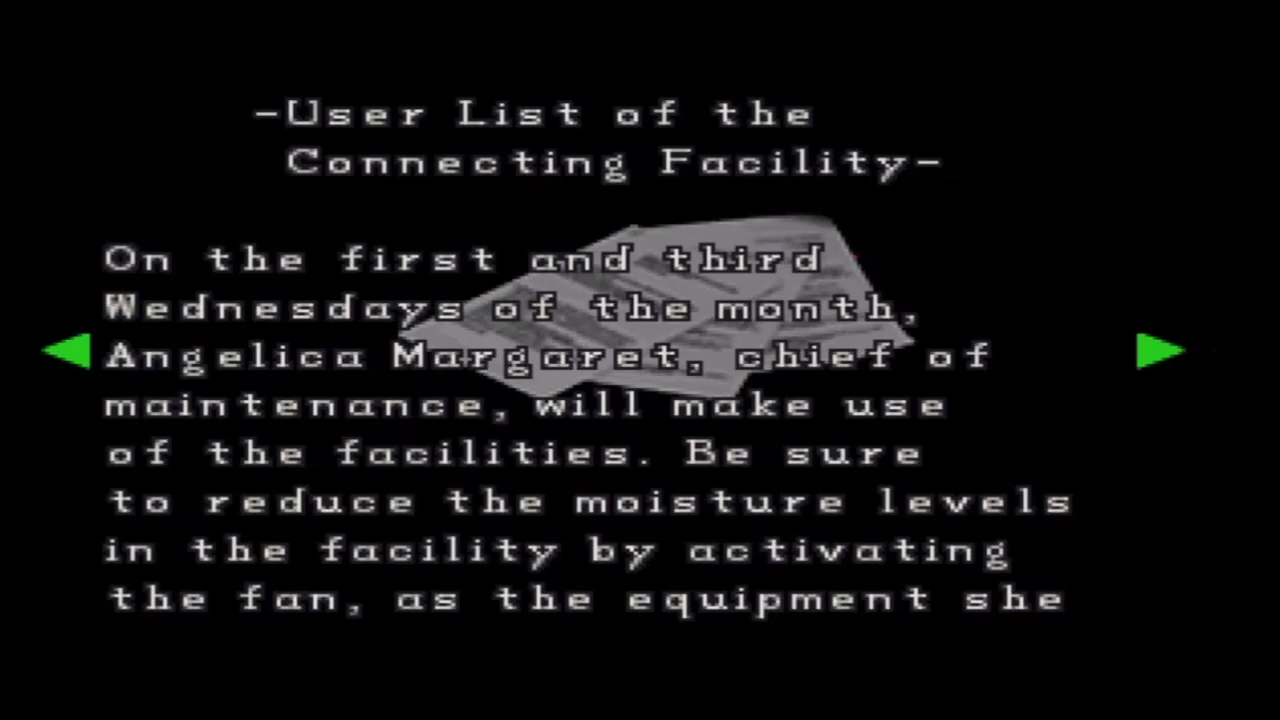 -User List of the
Connecting Facility-
On the first and third
Wednesdays of the month,
Angelica Margaret, chief of
maintenance, will make use
of the facilities. Be sure
to reduce the moisture levels
in the facility by activating
the fan, as the equipment she